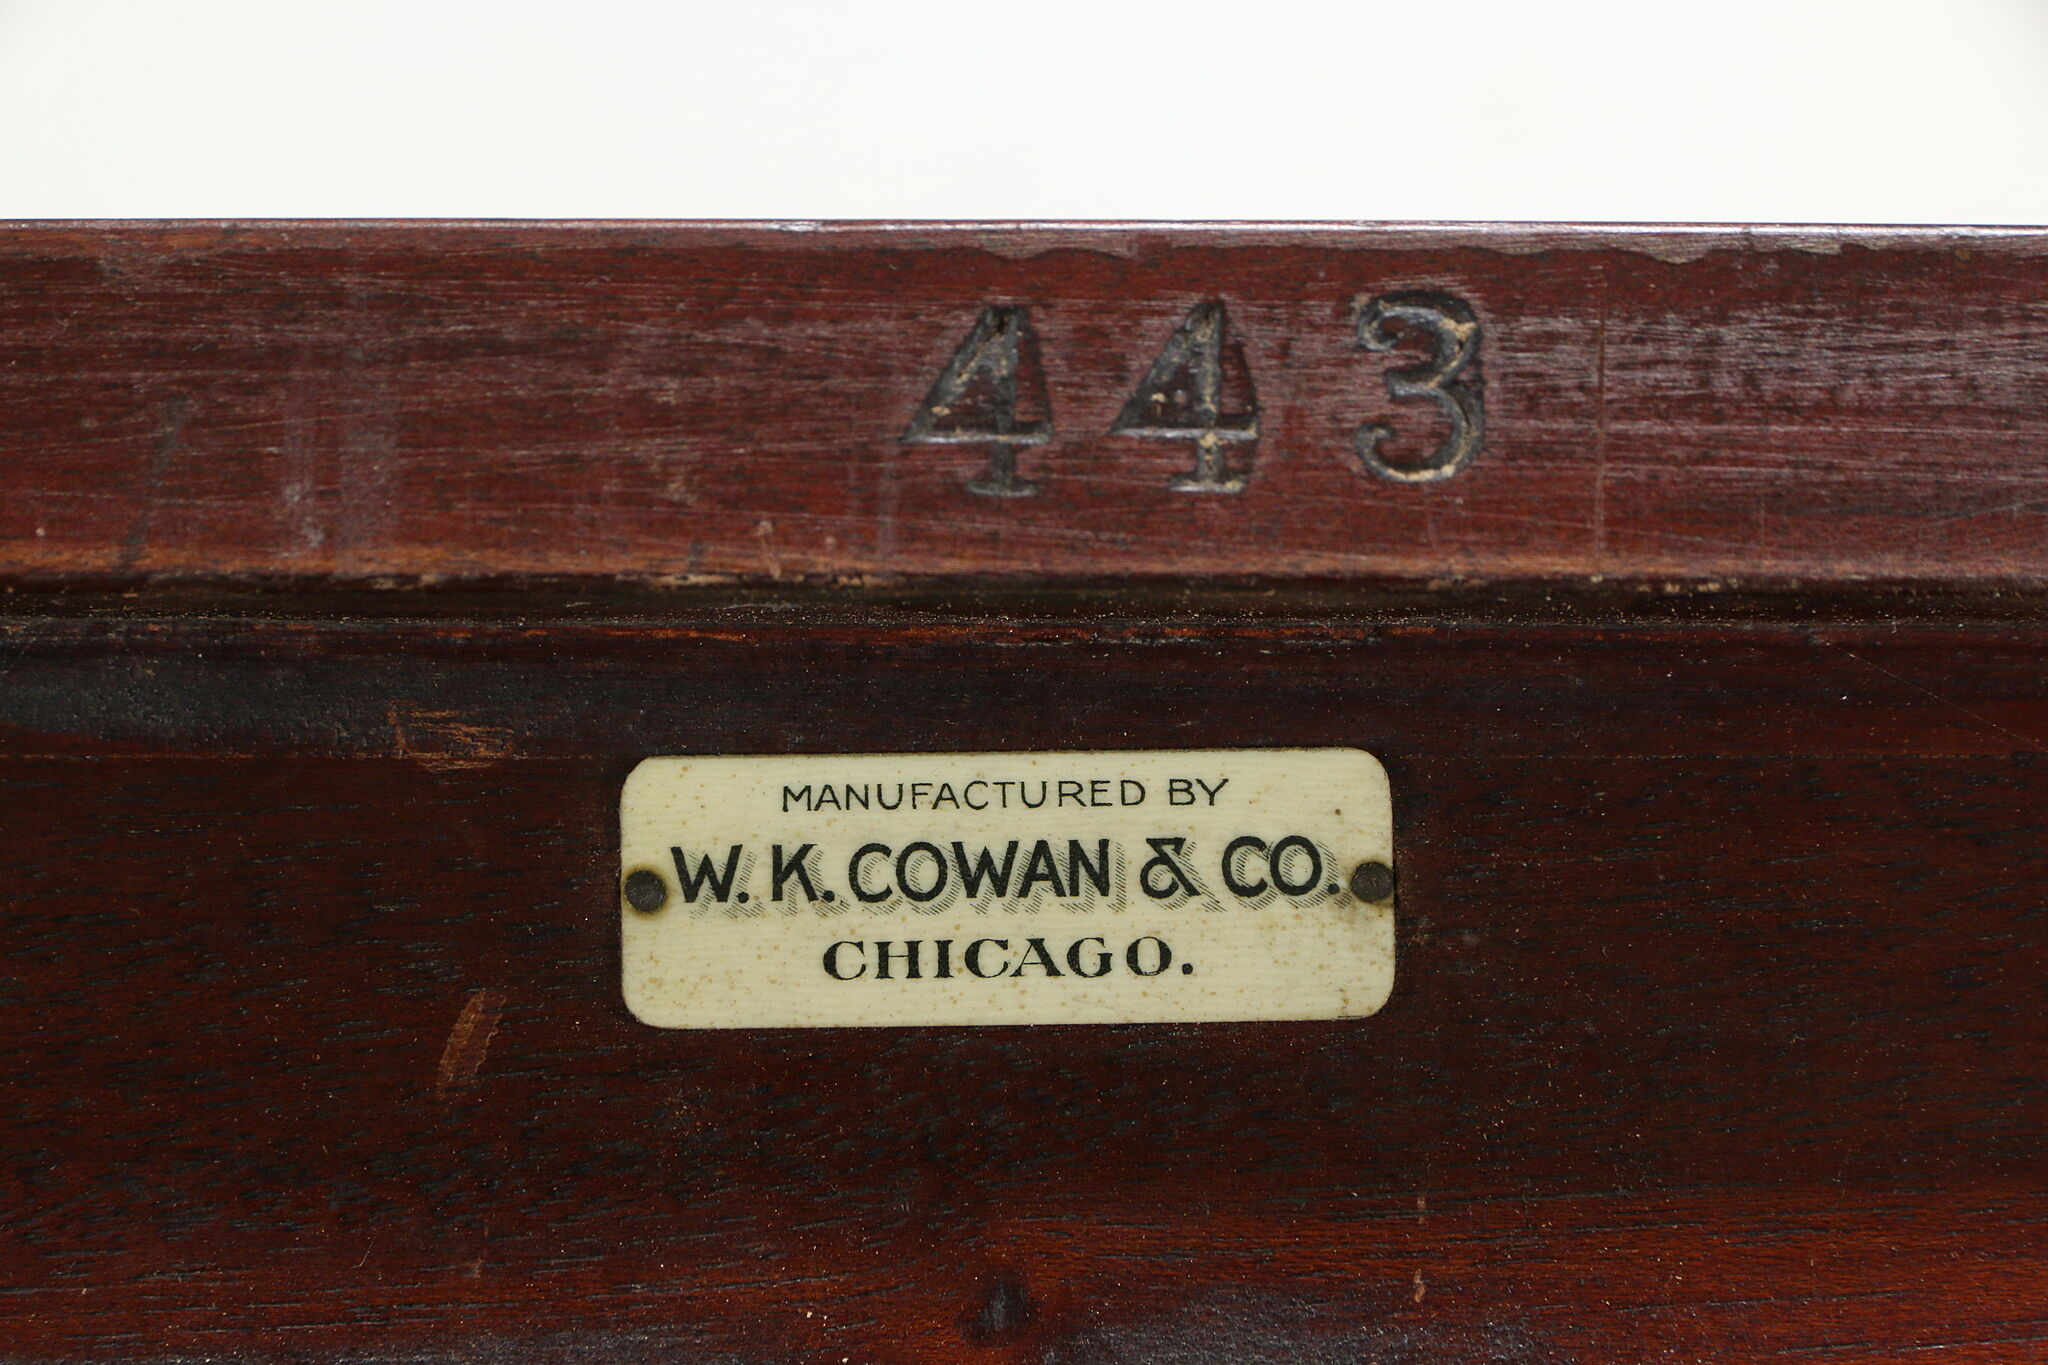 443
MANUFACTURED BY
W. K. COWAN & CO.
CHICAGO.